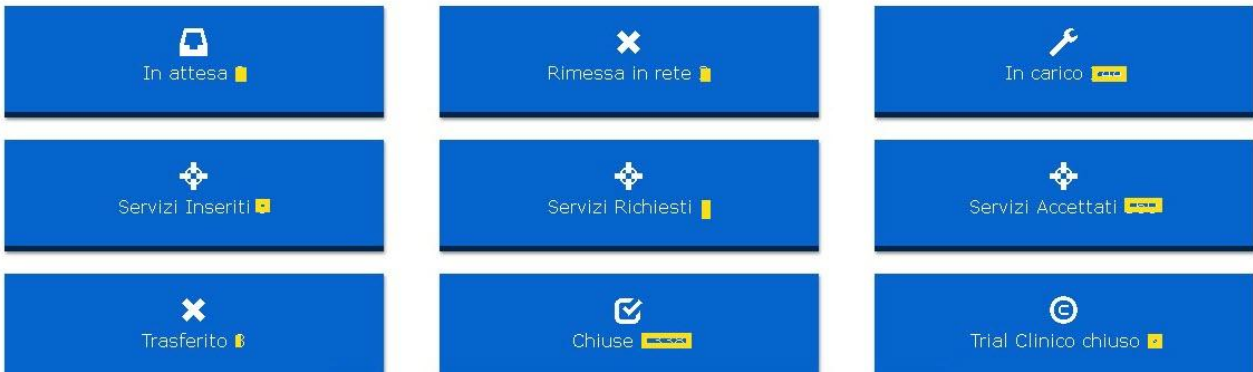 In attesa
Rimessa in rete
In carico
Servizi Inseriti
Servizi Richiesti
Servizi Accettati
Trasferito
Chiuse
Trial Clinico chiuso